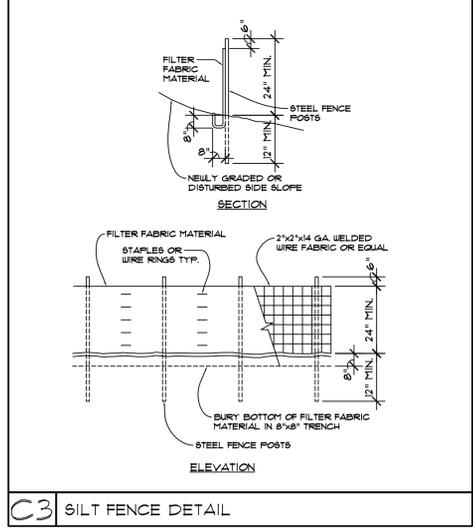 6"
FILTER
FABRIC
MATERIAL
24" MIN.
STEEL FENCE
POSTS
8"
12" MIN.
8"
NEWLY GRADED OR
DISTURBED SIDE SLOPE
SECTION
FILTER FABRIC MATERIAL
STAPLES OR
WIRE RINGS TYP.
2"x2"x14 GA. WELDED
WIRE FABRIC OR EQUAL
6"
24" MIN.
8"
12" MIN.
BURY BOTTOM OF FILTER FABRIC
MATERIAL IN 8"x8" TRENCH
STEEL FENCE POSTS
ELEVATION
C3 SILT FENCE DETAIL